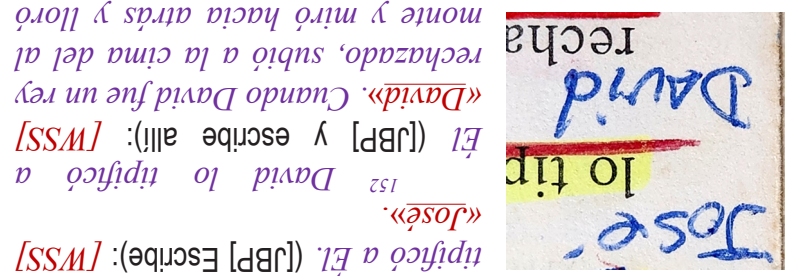 José
lo tip
David
recha
tipificó a Él. ([JBP] Escribe): [WSS]
«José».
152 David lo tipificó a
Él ([JBP] y escribe allí): [WSS]
«David». Cuando David fue un rey
rechazado, subió a la cima del al
monte y miró hacia atrás y lloró